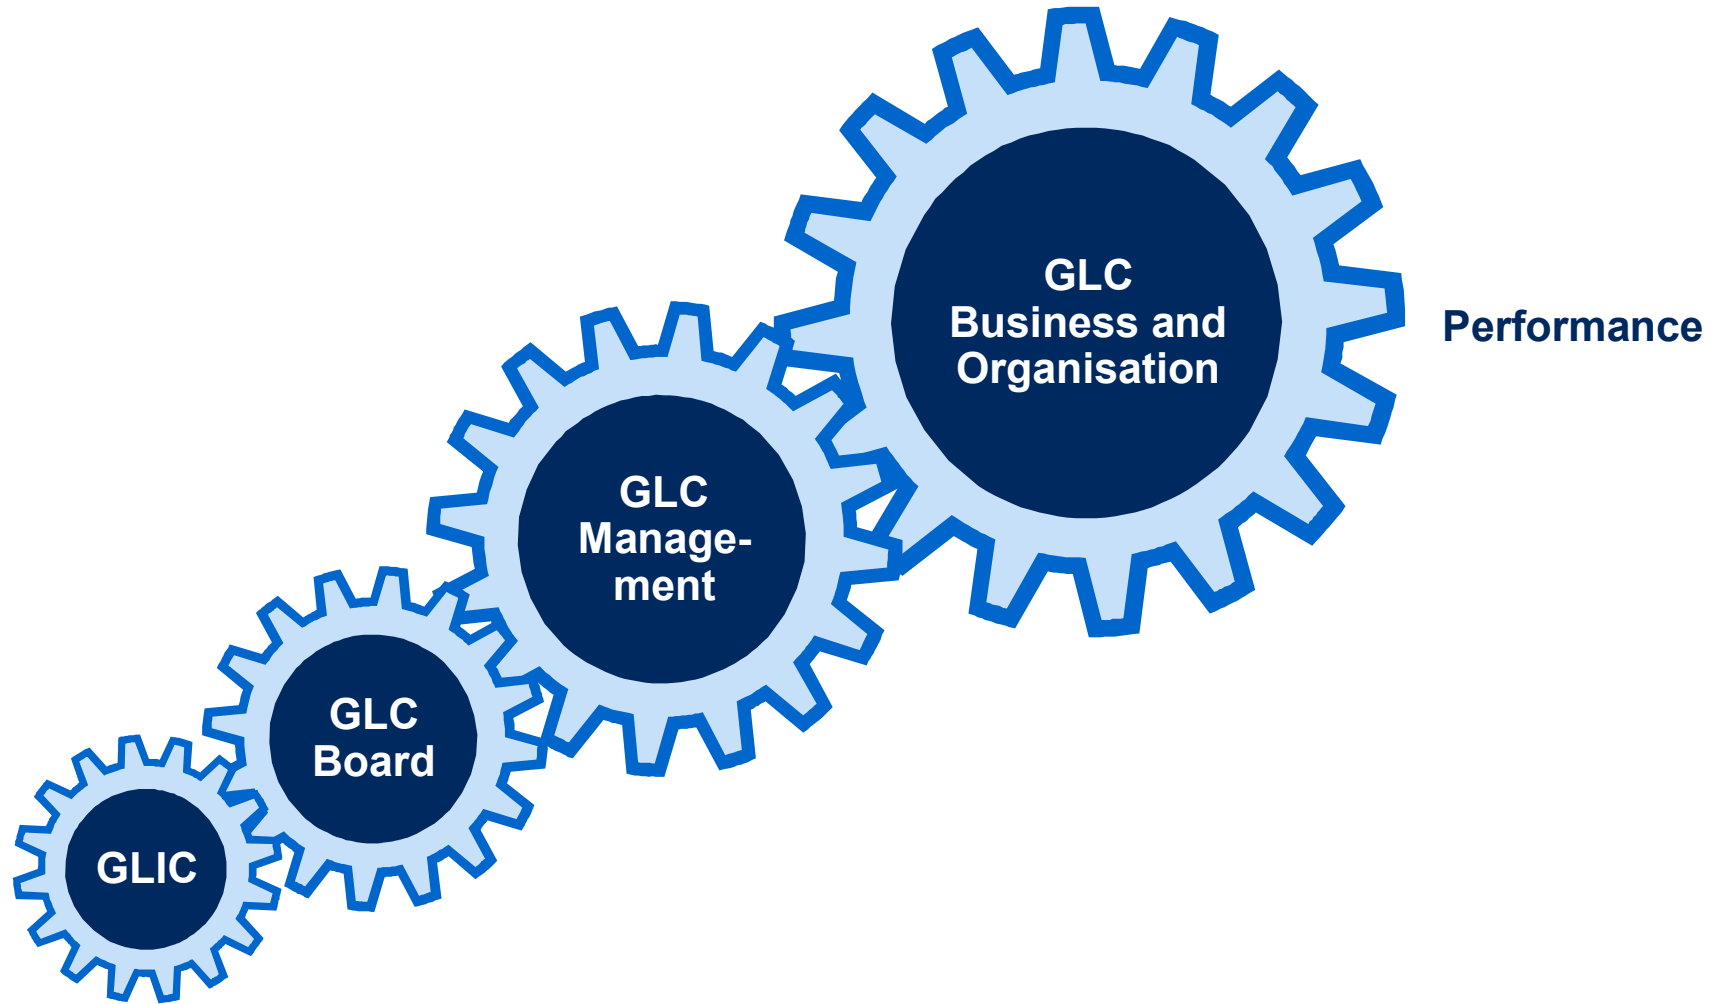 GLC
Business and
Organisation
Performance
GLC
Manage-
ment
GLC
Board
GLIC